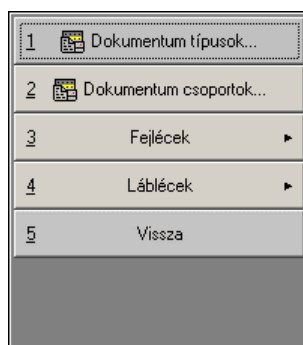 1 Dokumentum típusok...
2 Dokumentum csoportok...
3 Fejlécek
4 Láblécek
5 Vissza